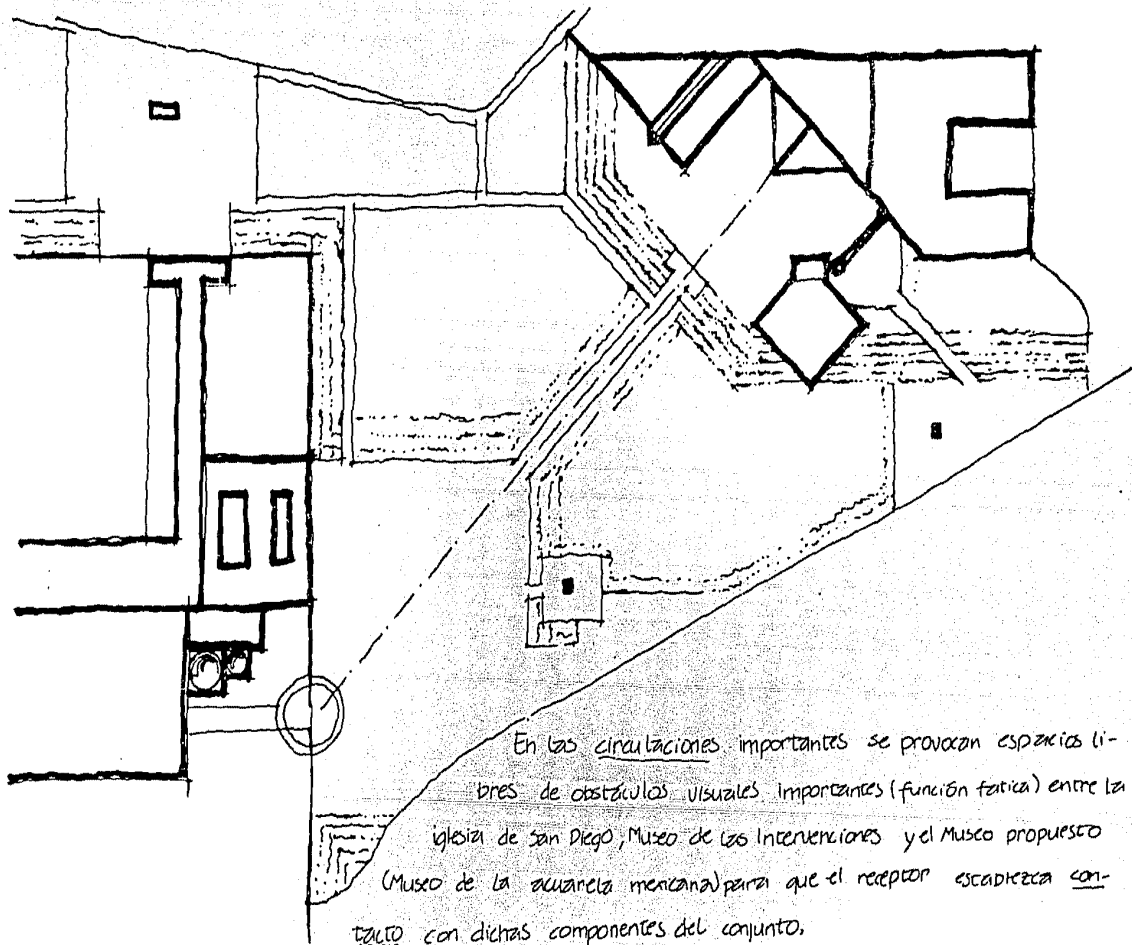 En las circulaciones importantes se provocan espacios li-
bres de obstáculos visuales importantes (función fatica) entre la
iglesia de San Diego, Museo de las Intervenciones y el Museo propuesto
(Museo de la acuarela mexicana) para que el receptor establezca con-
tacto con dichas componentes del conjunto.